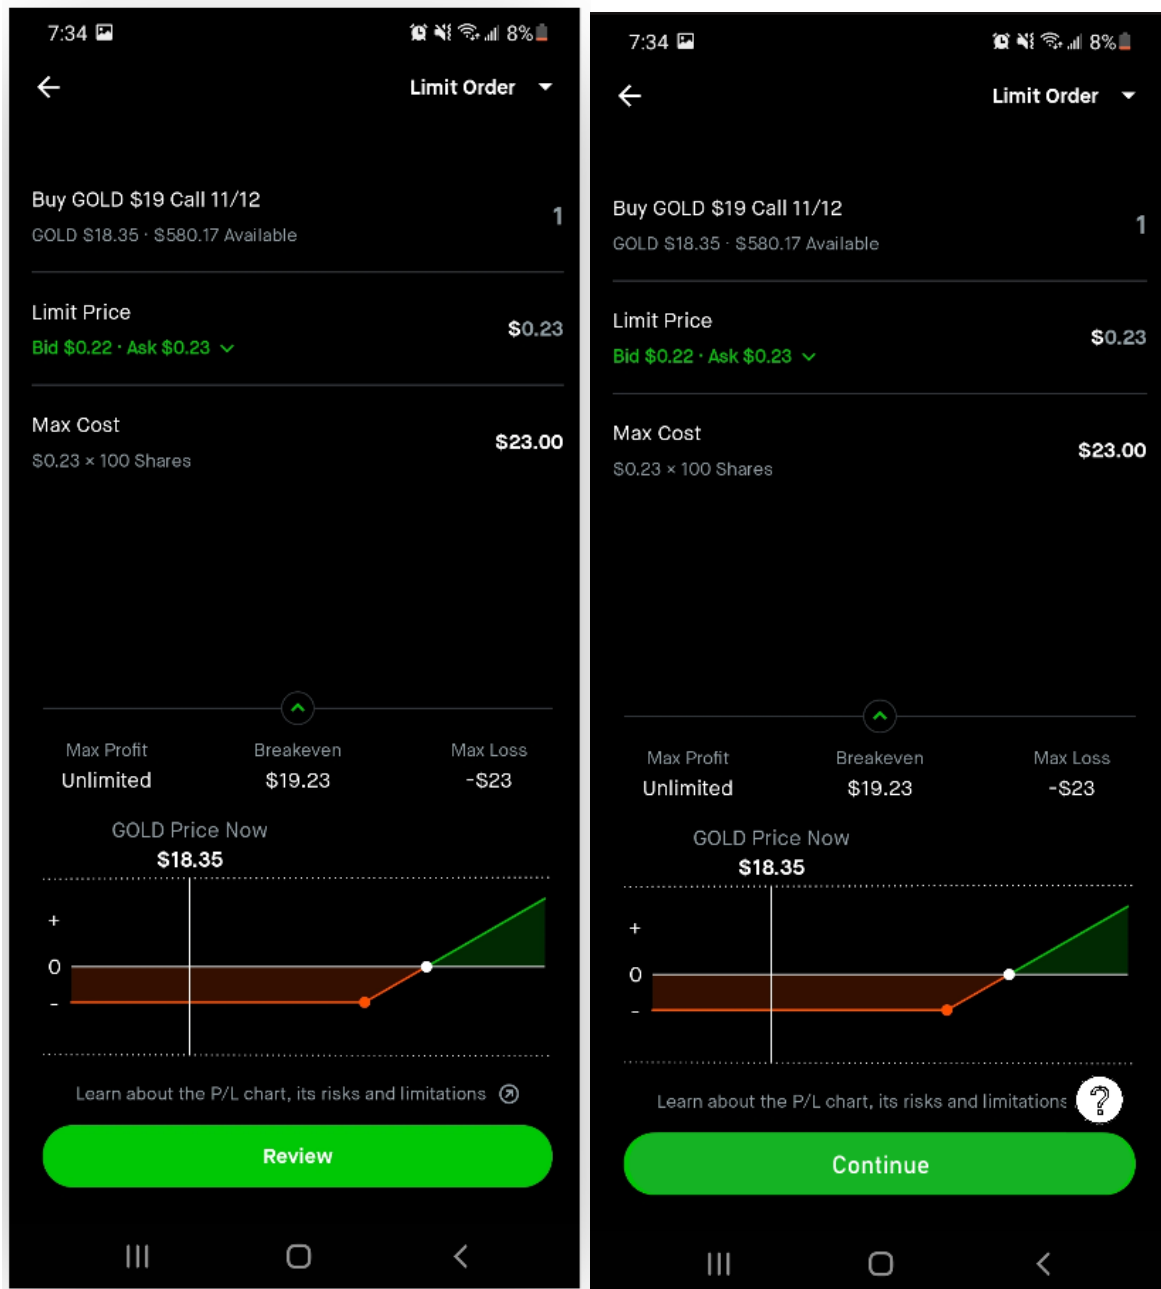 7:34
8%
Limit Order
Buy GOLD $19 Call 11/12
1
GOLD $18.35 · $580.17 Available
Limit Price
$0.23
Bid $0.22 · Ask $0.23
Max Cost
$23.00
$0.23 × 100 Shares
Max Profit Breakeven Max Loss
Unlimited $19.23 -$23
GOLD Price Now
$18.35
+
0
-
Learn about the P/L chart, its risks and limitations
Review
7:34
8%
Limit Order
Buy GOLD $19 Call 11/12
1
GOLD $18.35 · $580.17 Available
Limit Price
$0.23
Bid $0.22 · Ask $0.23
Max Cost
$23.00
$0.23 × 100 Shares
Max Profit Breakeven Max Loss
Unlimited $19.23 -$23
GOLD Price Now
$18.35
+
0
-
Learn about the P/L chart, its risks and limitations
?
Continue